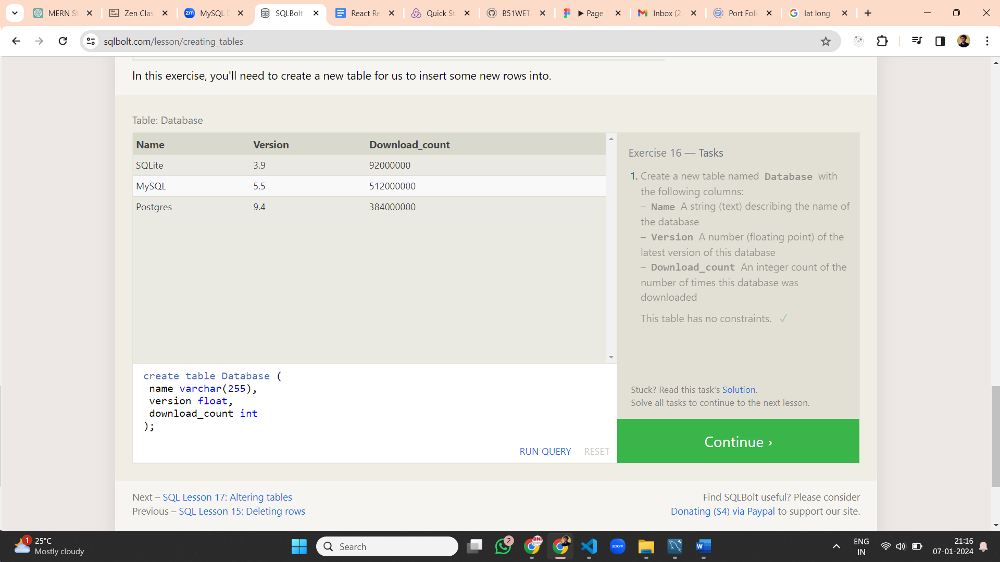 MERN St
Zen Clas
MySQL D
SQLBolt
React Re
Quick St
B51WET
Page
Inbox (2,
Port Foli
lat long
sqlbolt.com/lesson/creating_tables
In this exercise, you'll need to create a new table for us to insert some new rows into.
Table: Database
Name Version Download_count
SQLite 3.9 92000000
MySQL 5.5 512000000
Postgres 9.4 384000000
Exercise 16 — Tasks
1. Create a new table named Database with
the following columns:
– Name A string (text) describing the name of
the database
– Version A number (floating point) of the
latest version of this database
– Download_count An integer count of the
number of times this database was
downloaded
This table has no constraints. ✓
create table Database (
name varchar(255),
version float,
download_count int
);
RUN QUERY RESET
Stuck? Read this task's Solution.
Solve all tasks to continue to the next lesson.
Continue ›
Next – SQL Lesson 17: Altering tables
Previous – SQL Lesson 15: Deleting rows
Find SQLBolt useful? Please consider
Donating ($4) via Paypal to support our site.
1
25°C
Mostly cloudy
Search
2
zoom
ENG
IN
21:16
07-01-2024